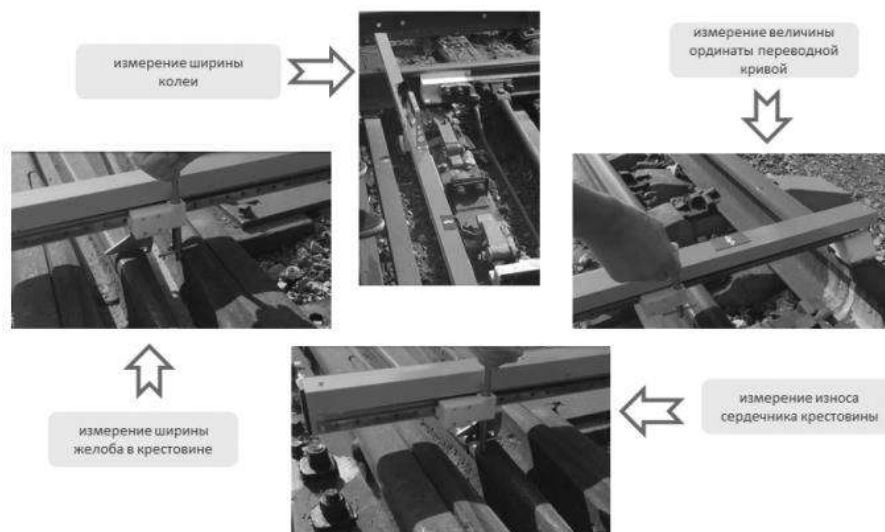 измерение ширины
колеи
измерение величины
ординаты переводной
кривой
измерение ширины
желоба в крестовине
измерение износа
сердечника крестовины